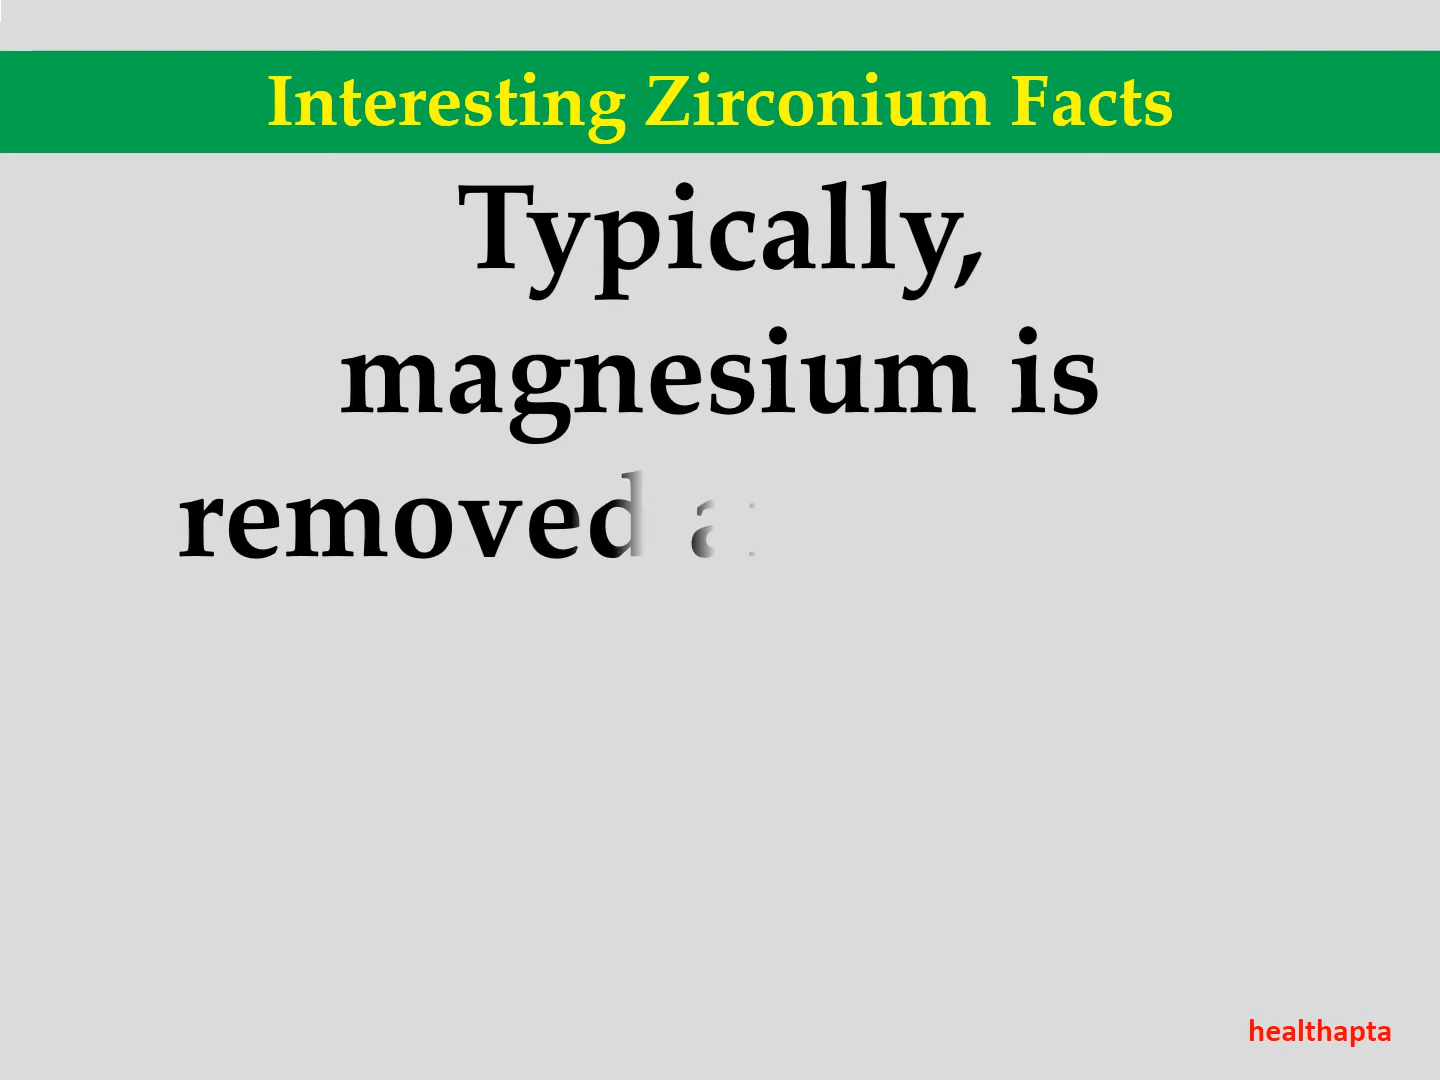 Interesting Zirconium Facts
Typically,
magnesium is
removed
healthapta